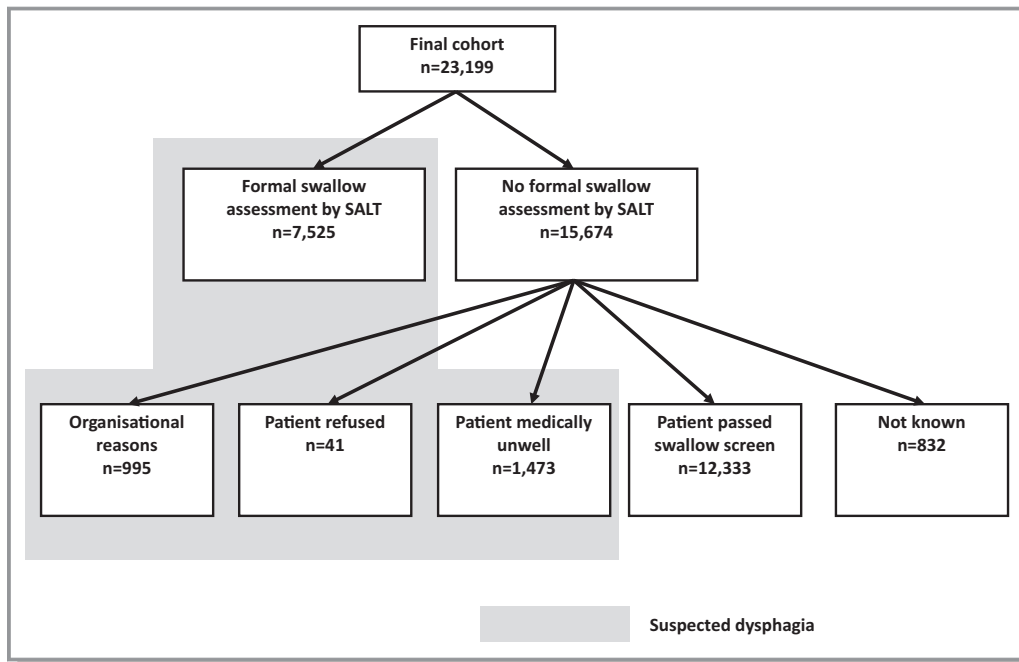 Final cohort
n=23,199
Formal swallow
assessment by SALT
n=7,525
No formal swallow
assessment by SALT
n=15,674
Organisational
reasons
n=995
Patient refused
n=41
Patient medically
unwell
n=1,473
Patient passed
swallow screen
n=12,333
Not known
n=832
Suspected dysphagia